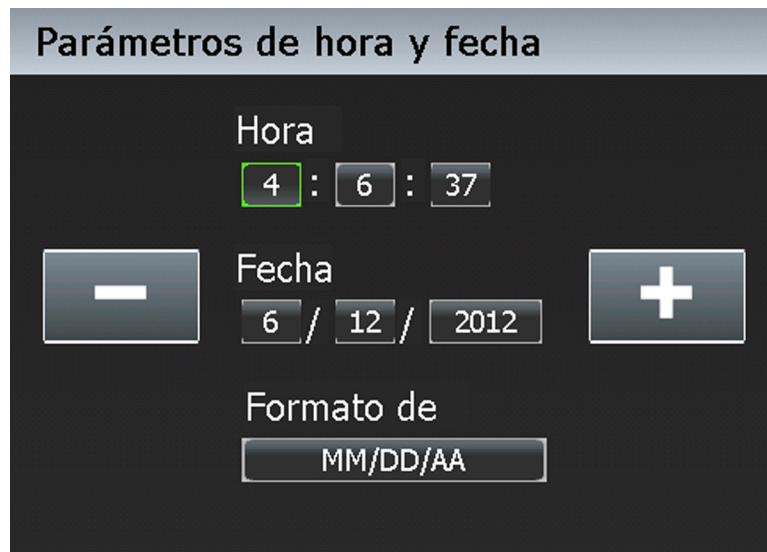 Parámetros de hora y fecha
Hora
4 : 6 : 37
Fecha
6 / 12 / 2012
Formato de
MM/DD/AA